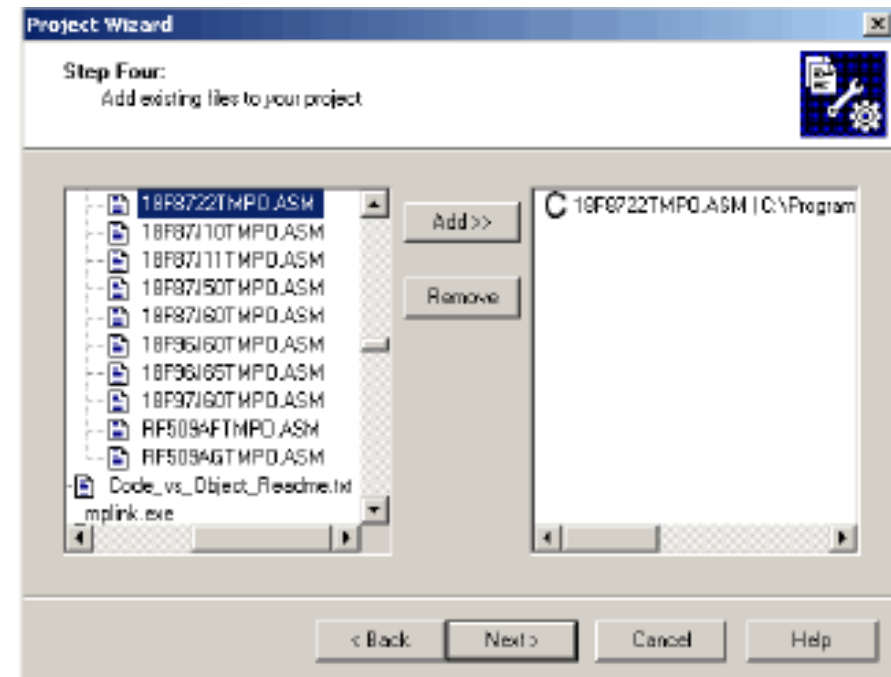 Project Wizard
Step Four:
Add existing files to your project
18F8722TMPO.ASM
18F87J10TMPO.ASM
18F87J11TMPO.ASM
18F87J50TMPO.ASM
18F87J60TMPO.ASM
18F96J60TMPO.ASM
18F96J65TMPO.ASM
18F97J60TMPO.ASM
RF509AFTMPO.ASM
RF509AGTMPO.ASM
Code_vs_Object_Readme.txt
_mplink.exe
Add >>
Remove
C 18F8722TMPO.ASM | C:\Program
< Back
Next >
Cancel
Help